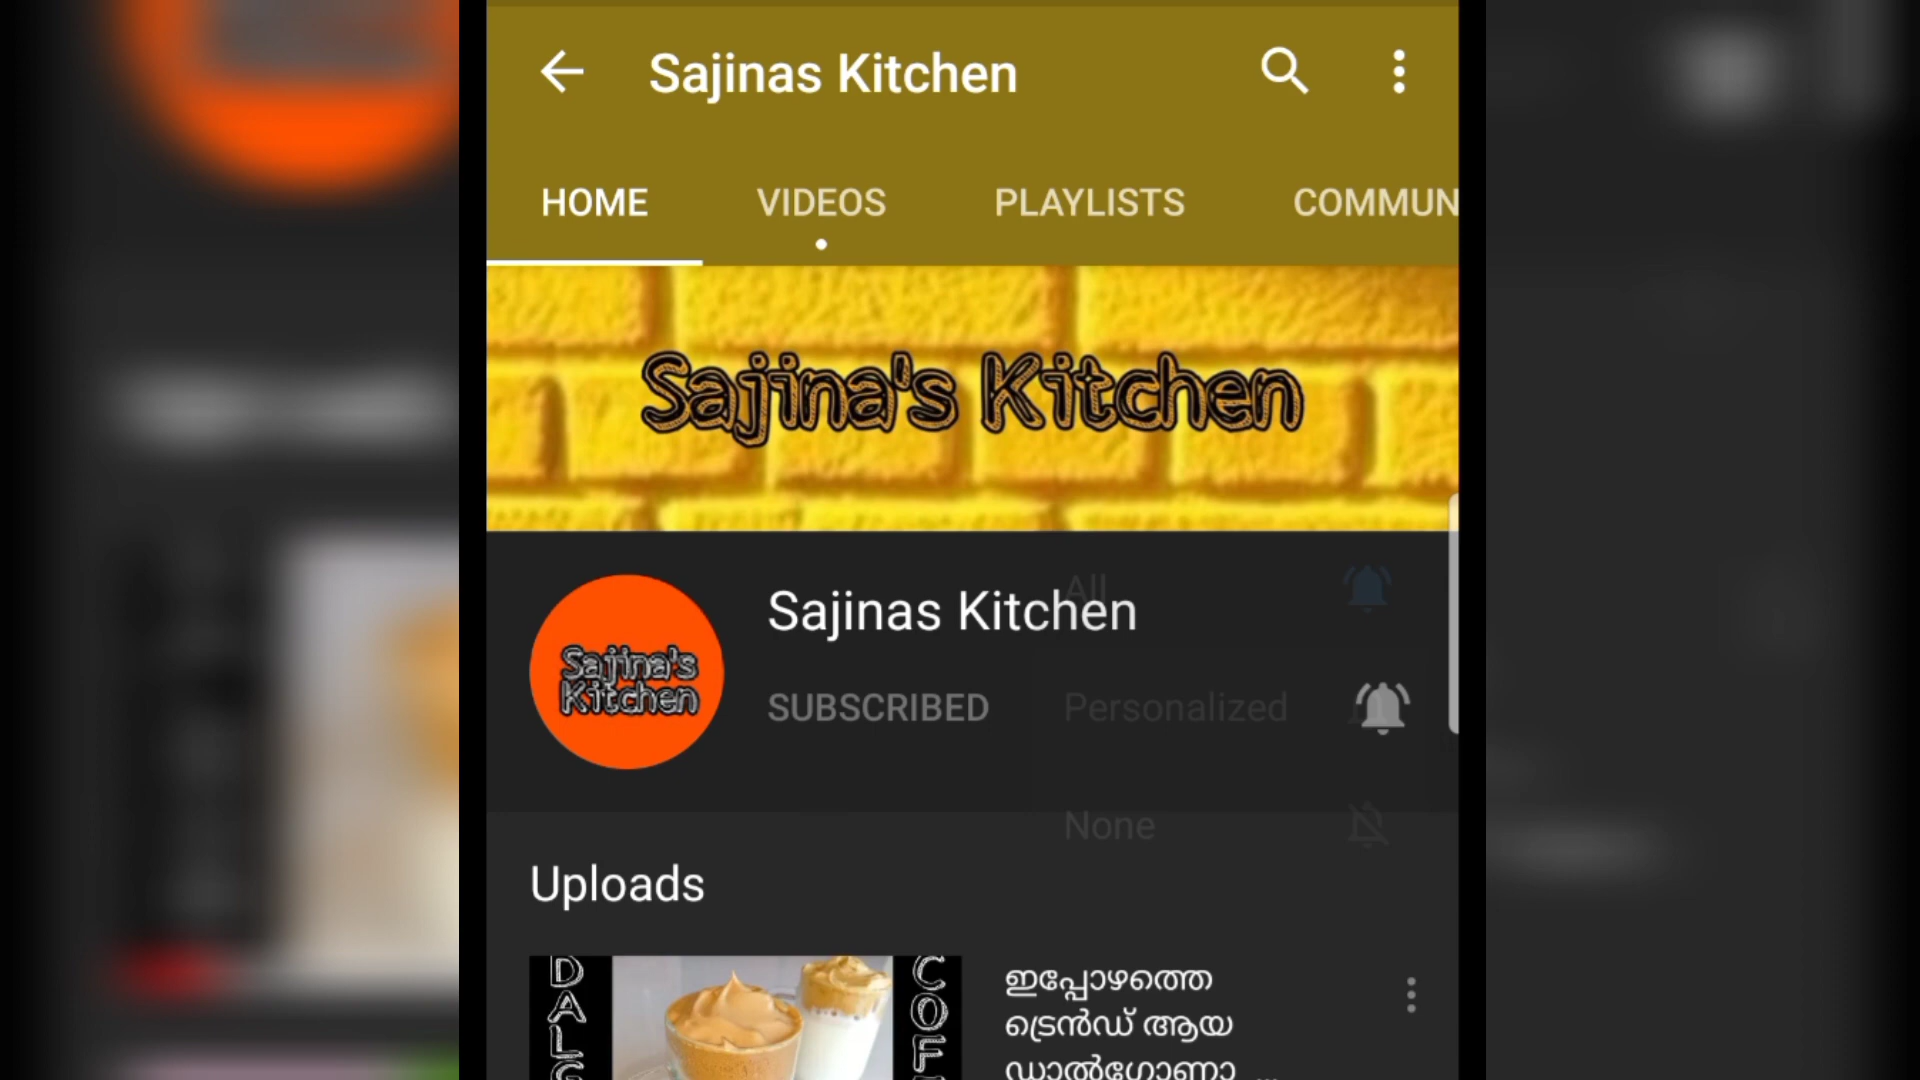 Sajinas Kitchen
HOME VIDEOS PLAYLISTS COMMUN
Sajina's Kitchen
Sajinas Kitchen
All
Sajina's
Kitchen
SUBSCRIBED
Personalized
None
Uploads
DALG
COF
ഇപ്പോഴത്തെ
ട്രെൻഡ് ആയ
ഡാൽഗോണാ ...